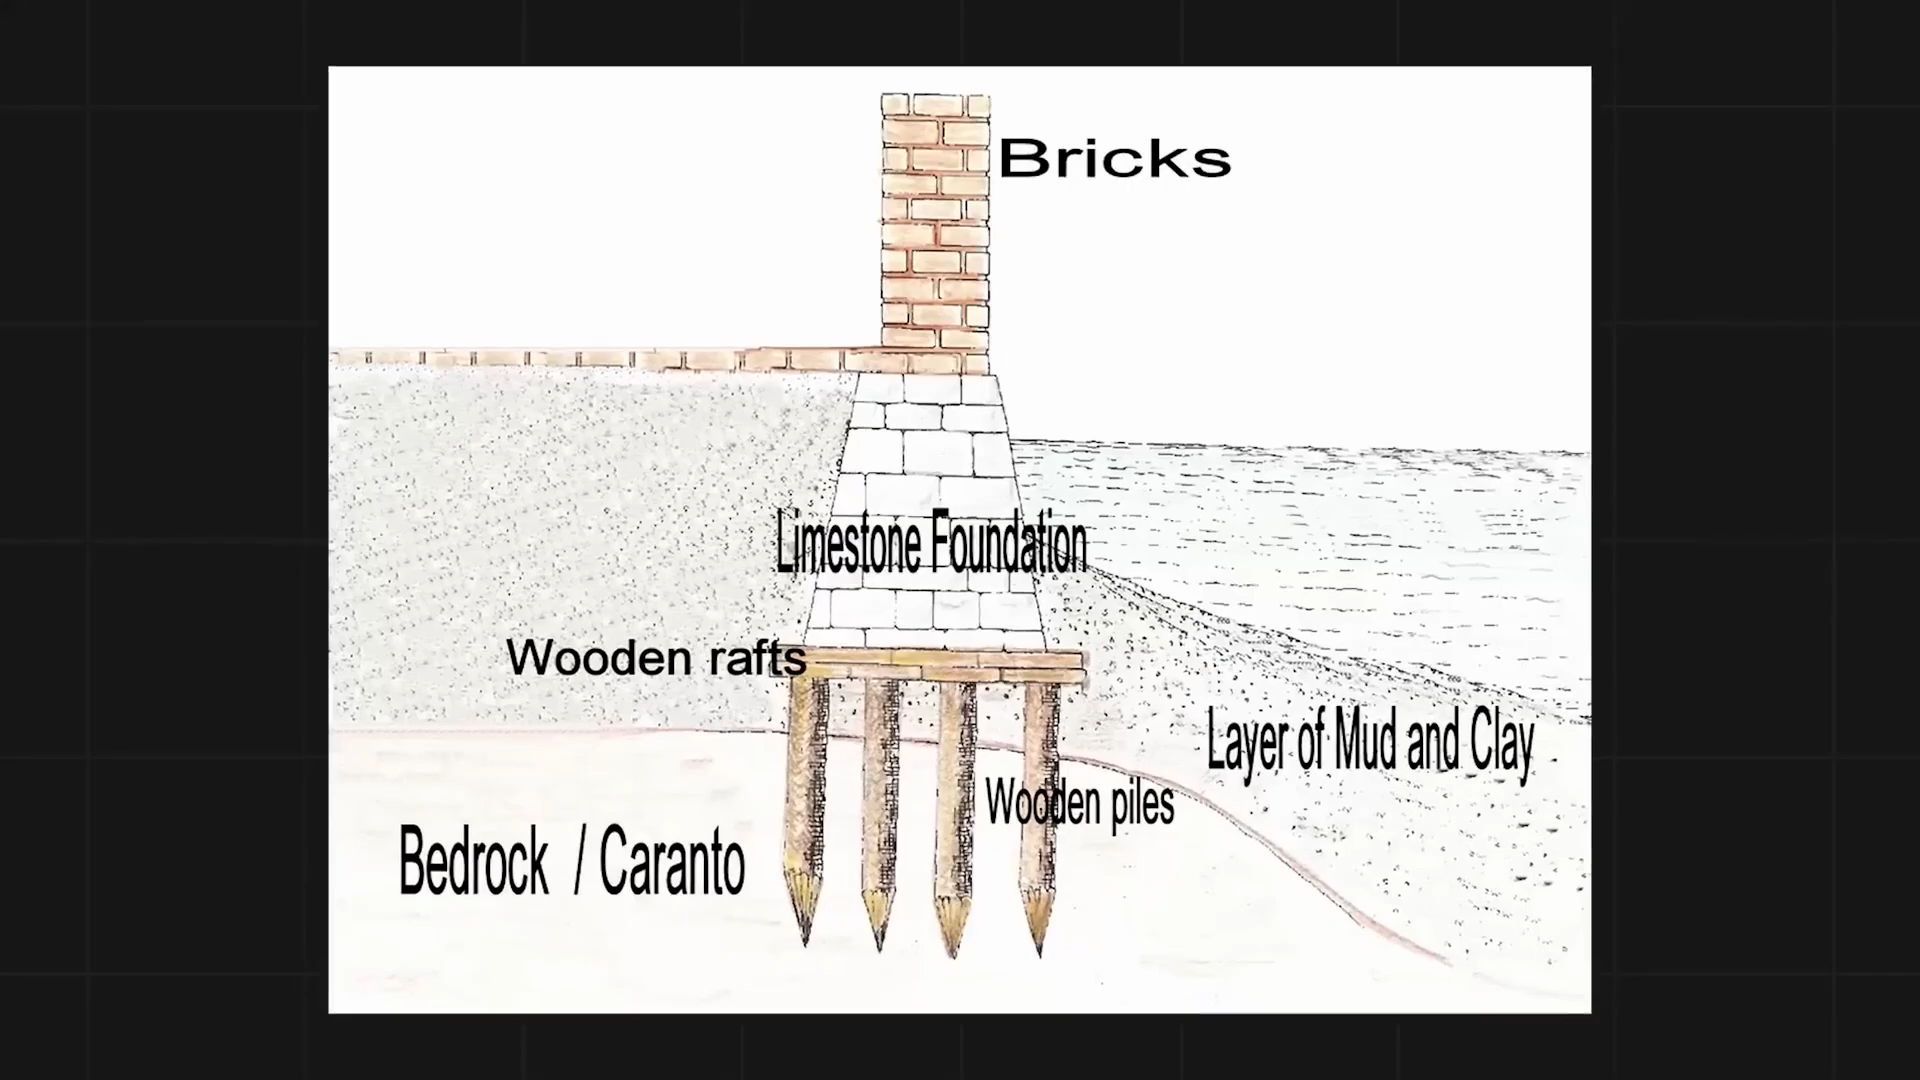 Bricks
Limestone Foundation
Wooden rafts
Layer of Mud and Clay
Wooden piles
Bedrock / Caranto